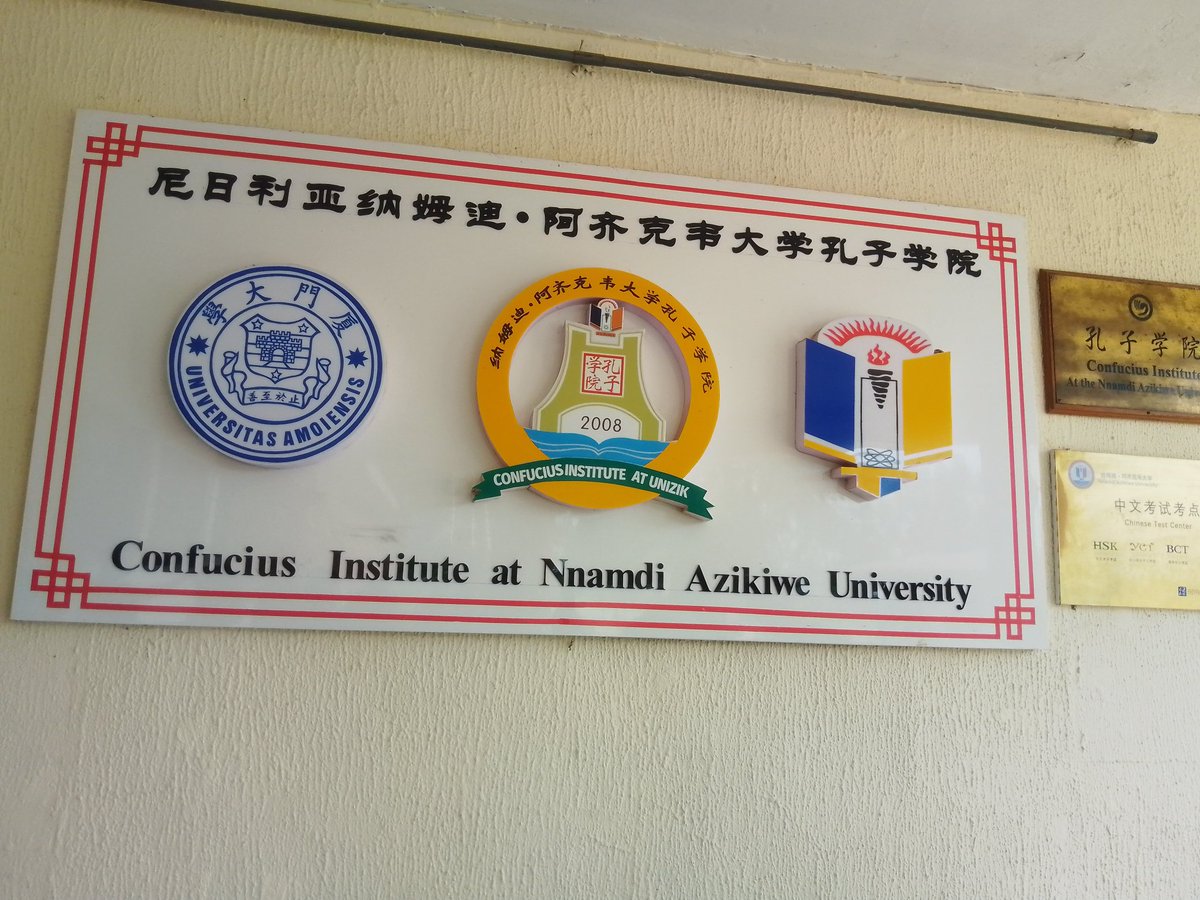 尼日利亚纳姆迪·阿齐克韦大学孔子学院
廈門大學
UNIVERSITAS AMOIENSIS
止於至善
纳姆迪·阿齐克韦大学孔子学院
孔子学院
2008
CONFUCIUS INSTITUTE AT UNIZIK
Confucius Institute at Nnamdi Azikiwe University
孔子学院
Confucius Institute
At the Nnamdi Azikiwe
中文考试考点
Chinese Test Center
HSK YCT BCT